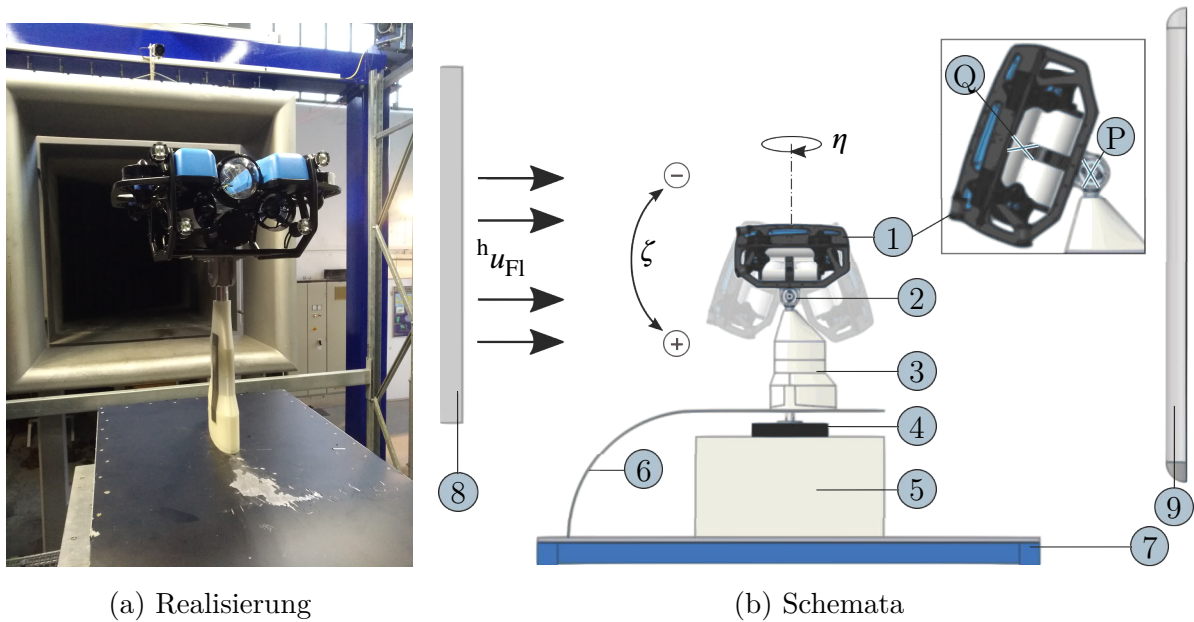 Q
P
η
1
− 
ʰu_Fl
ζ
2
+
3
4
6
5
8
9
7
(a) Realisierung
(b) Schemata